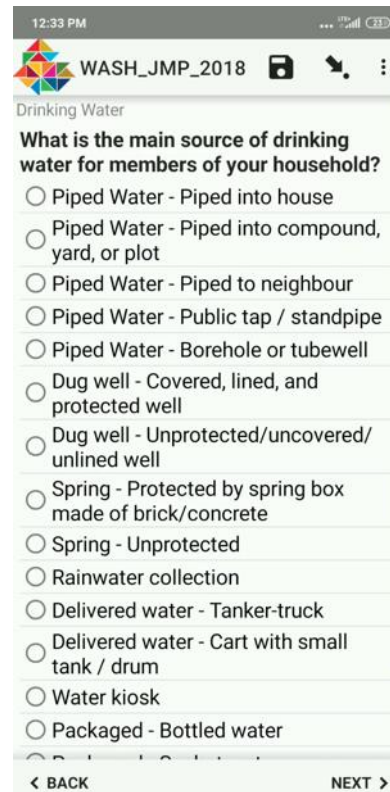 12:33 PM
23
WASH_JMP_2018
Drinking Water
What is the main source of drinking
water for members of your household?
Piped Water - Piped into house
Piped Water - Piped into compound,
yard, or plot
Piped Water - Piped to neighbour
Piped Water - Public tap / standpipe
Piped Water - Borehole or tubewell
Dug well - Covered, lined, and
protected well
Dug well - Unprotected/uncovered/
unlined well
Spring - Protected by spring box
made of brick/concrete
Spring - Unprotected
Rainwater collection
Delivered water - Tanker-truck
Delivered water - Cart with small
tank / drum
Water kiosk
Packaged - Bottled water
< BACK
NEXT >